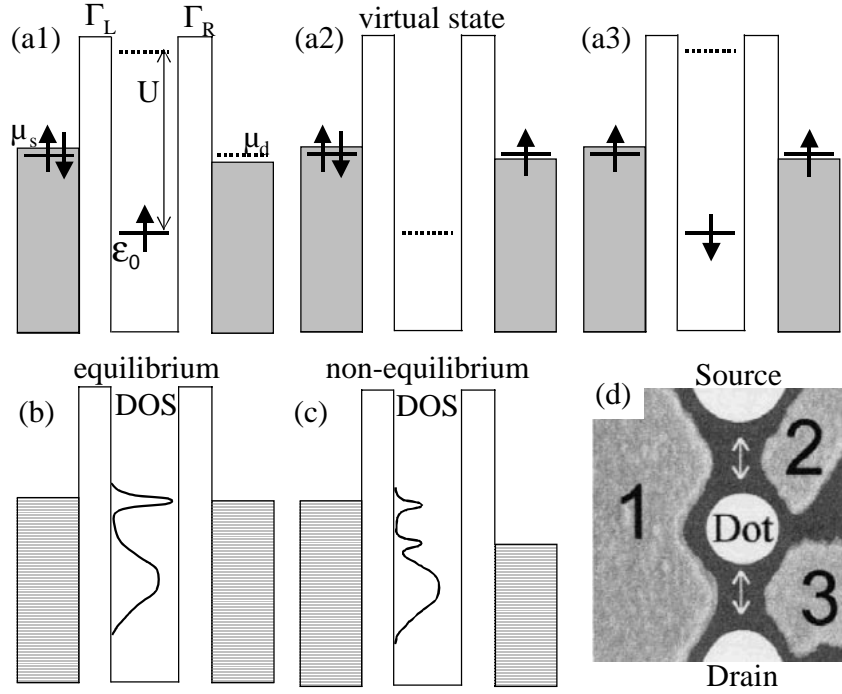 (a1) Γ_L Γ_R
U
μ_s μ_d
ε_0
(a2) virtual state
(a3)
equilibrium
(b) DOS
non-equilibrium
(c) DOS
Source
(d)
1 2
Dot
3
Drain